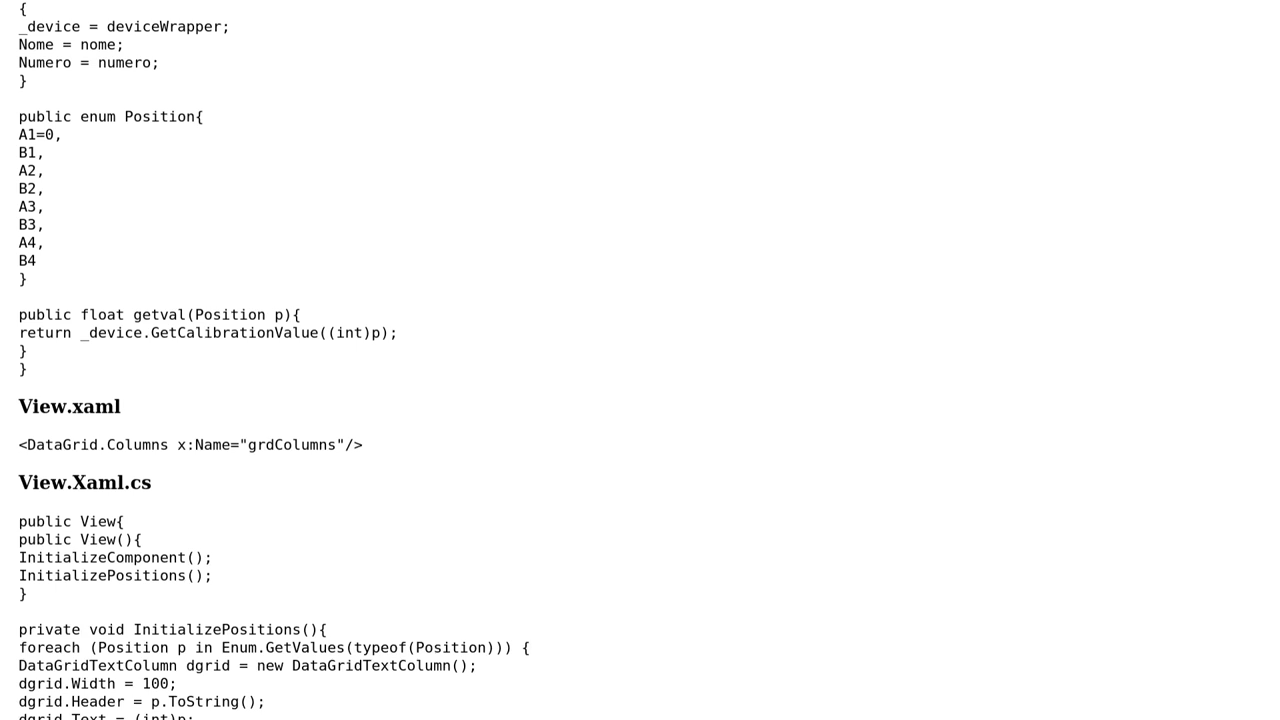 {
_device = deviceWrapper;
Nome = nome;
Numero = numero;
}
public enum Position{
A1=0,
B1,
A2,
B2,
A3,
B3,
A4,
B4
}
public float getval(Position p){
return _device.GetCalibrationValue((int)p);
}
}
View.xaml
<DataGrid.Columns x:Name="grdColumns"/>
View.Xaml.cs
public View{
public View(){
InitializeComponent();
InitializePositions();
}
private void InitializePositions(){
foreach (Position p in Enum.GetValues(typeof(Position))) {
DataGridTextColumn dgrid = new DataGridTextColumn();
dgrid.Width = 100;
dgrid.Header = p.ToString();
dgrid.Text = (int)p;